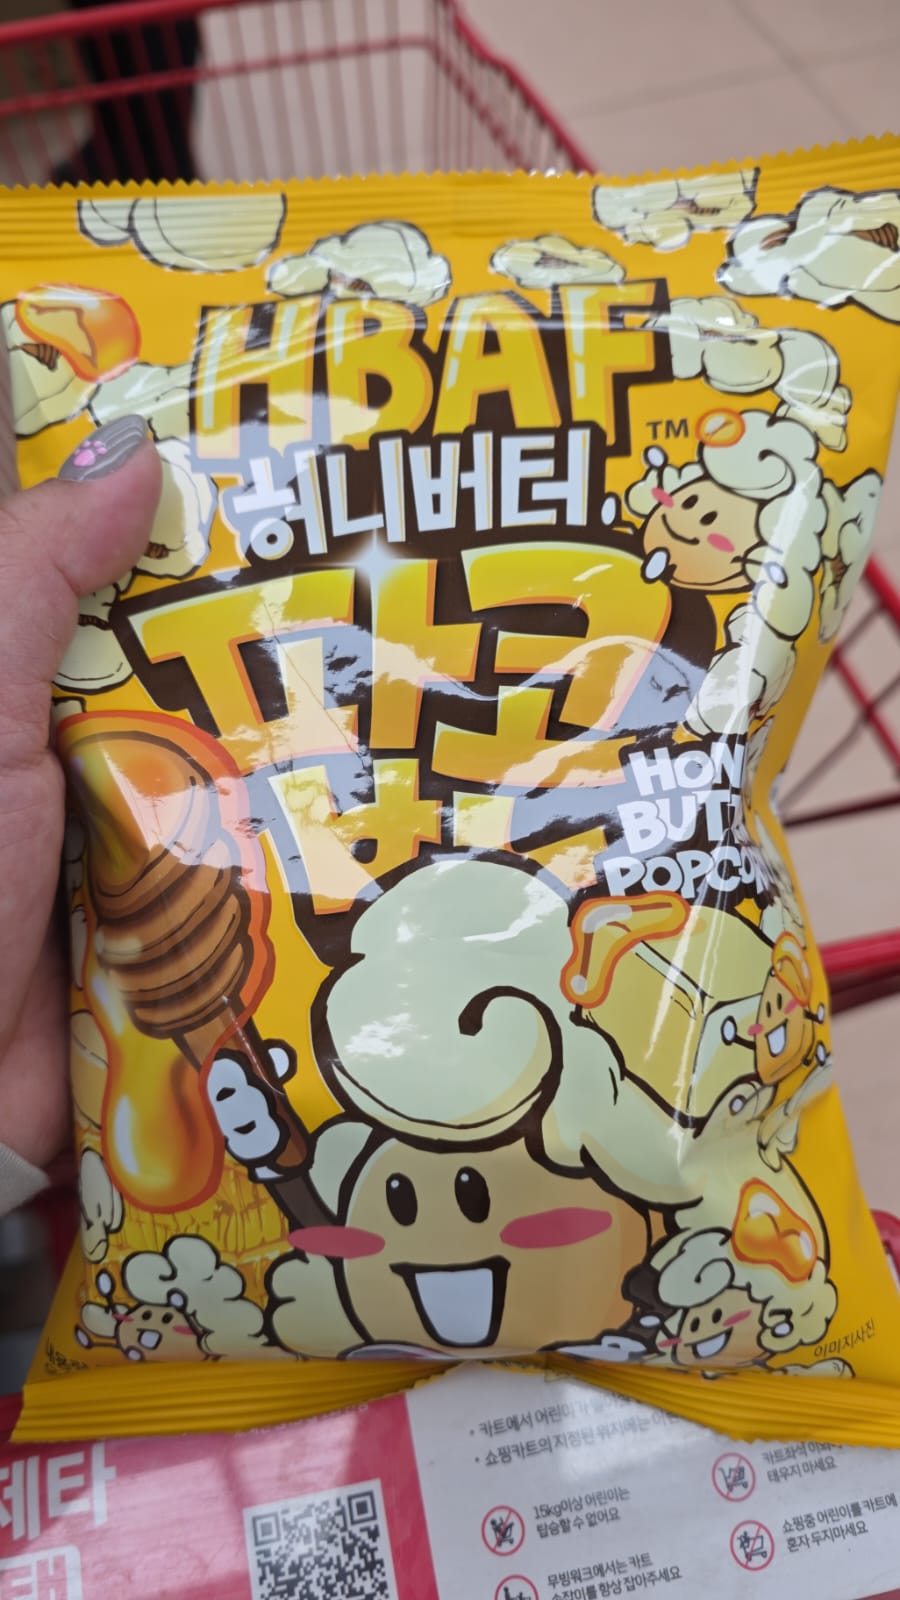 HBAF
TM
허니버터
팝콘
HON
BUTT
POPCO
이미지사진
• 카트에서 어린이가
• 쇼핑카트의 지정된 위치에는
제타
15kg이상 어린이는
탑승할 수 없어요
카트좌석
태우지 마세요
쇼핑중 어린이를 카트에
혼자 두지마세요
무빙워크에서는 카트
손잡이를 항상 잡아주세요